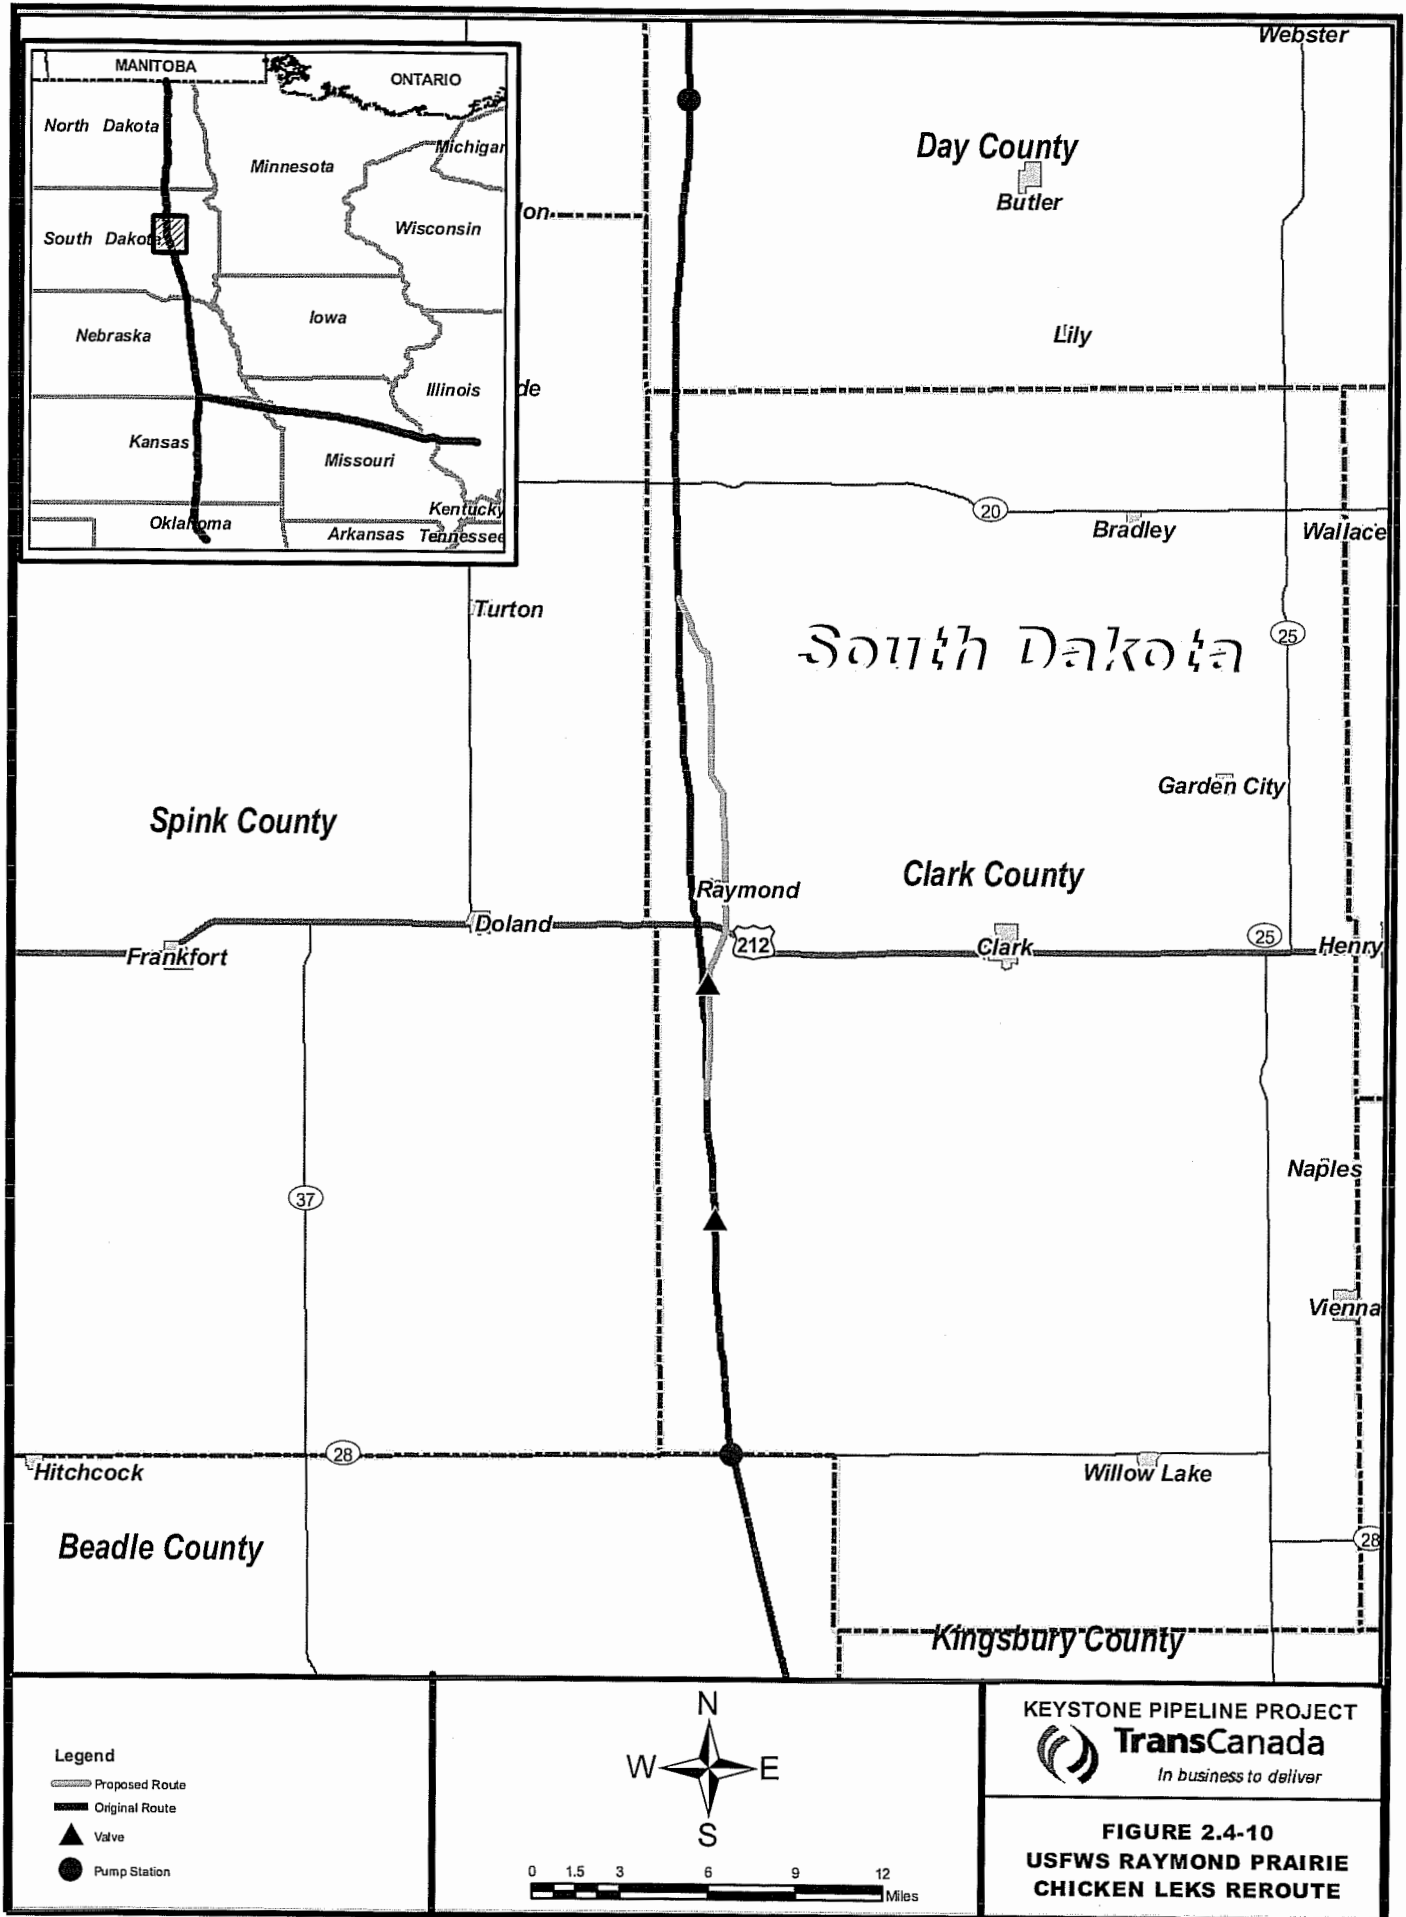 Webster
MANITOBA
ONTARIO
North Dakota
Minnesota
Michigan
South Dakota
Wisconsin
Nebraska
Iowa
Illinois
Kansas
Missouri
Kentucky
Oklahoma
Arkansas
Tennessee
Day County
Butler
lon
Lily
de
20
Bradley
Wallace
Turton
South Dakota
25
Garden City
Spink County
Clark County
Raymond
Doland
212
25
Frankfort
Clark
Henry
37
Naples
Vienna
28
Hitchcock
Willow Lake
Beadle County
28
Kingsbury County
Legend
Proposed Route
Original Route
Valve
Pump Station
N
W E
S
0 1.5 3 6 9 12
Miles
KEYSTONE PIPELINE PROJECT
TransCanada
In business to deliver
FIGURE 2.4-10
USFWS RAYMOND PRAIRIE
CHICKEN LEKS REROUTE